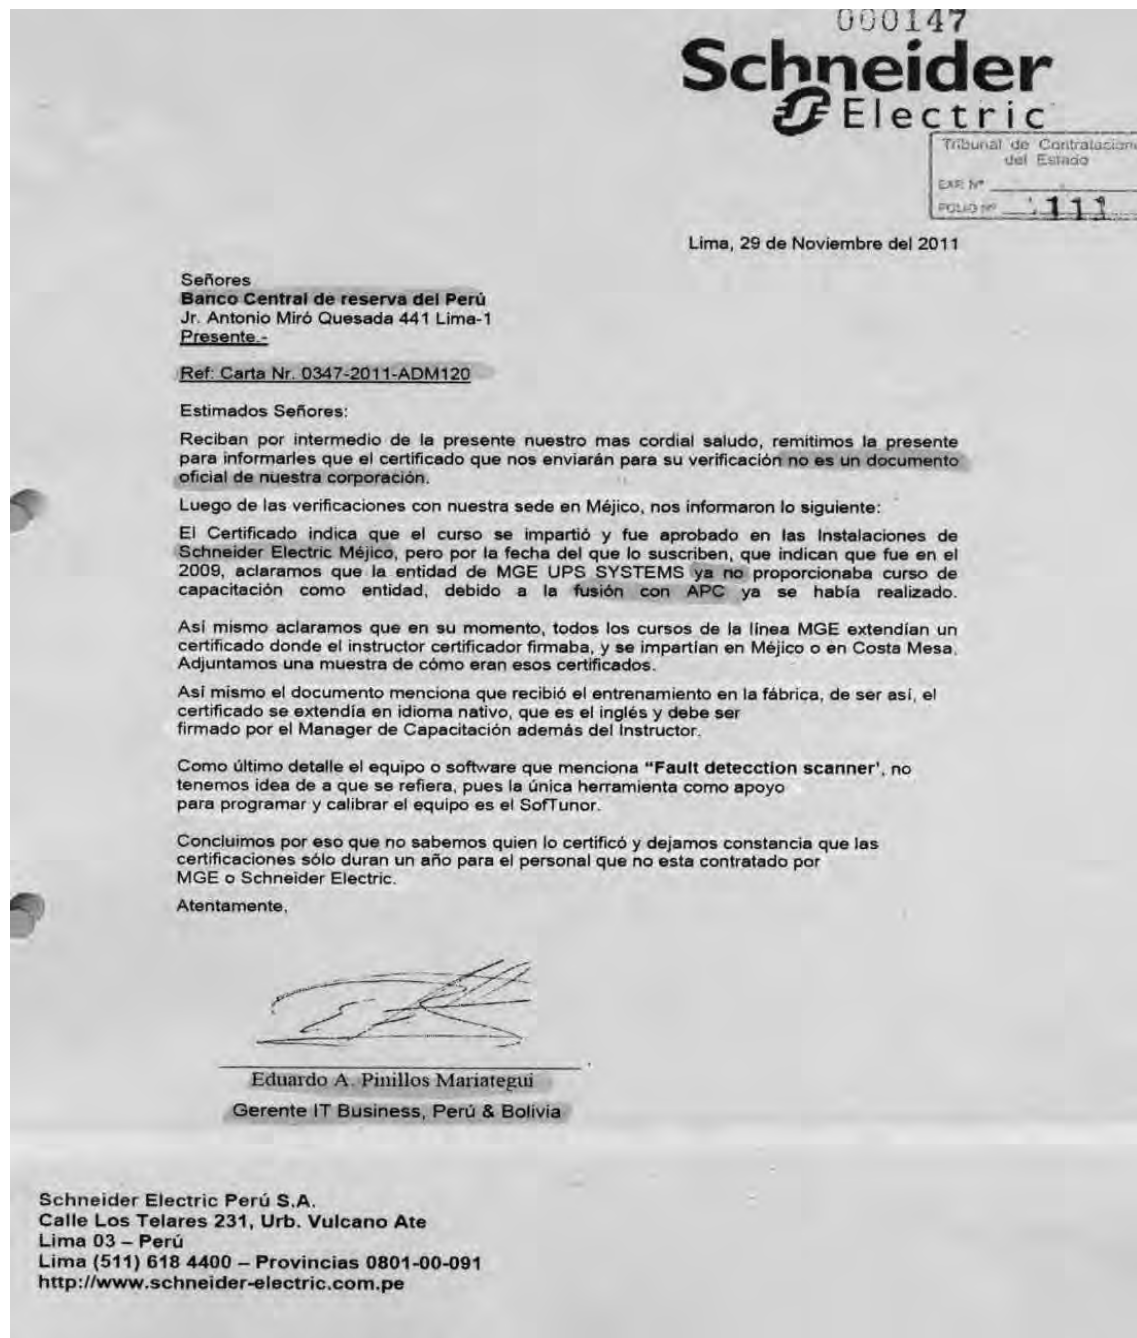 000147
Schneider
Electric
Tribunal de Contratacione
del Estado
EXP. Nº
FOLIO Nº 111
Lima, 29 de Noviembre del 2011
Señores
Banco Central de reserva del Perú
Jr. Antonio Miró Quesada 441 Lima-1
Presente.-
Ref: Carta Nr. 0347-2011-ADM120
Estimados Señores:
Reciban por intermedio de la presente nuestro mas cordial saludo, remitimos la presente
para informarles que el certificado que nos enviarán para su verificación no es un documento
oficial de nuestra corporación.
Luego de las verificaciones con nuestra sede en Méjico, nos informaron lo siguiente:
El Certificado indica que el curso se impartió y fue aprobado en las Instalaciones de
Schneider Electric Méjico, pero por la fecha del que lo suscriben, que indican que fue en el
2009, aclaramos que la entidad de MGE UPS SYSTEMS ya no proporcionaba curso de
capacitación como entidad, debido a la fusión con APC ya se había realizado.
Así mismo aclaramos que en su momento, todos los cursos de la línea MGE extendían un
certificado donde el instructor certificador firmaba, y se impartían en Méjico o en Costa Mesa.
Adjuntamos una muestra de cómo eran esos certificados.
Así mismo el documento menciona que recibió el entrenamiento en la fábrica, de ser así, el
certificado se extendía en idioma nativo, que es el inglés y debe ser
firmado por el Manager de Capacitación además del Instructor.
Como último detalle el equipo o software que menciona "Fault detecction scanner', no
tenemos idea de a que se refiera, pues la única herramienta como apoyo
para programar y calibrar el equipo es el SofTunor.
Concluimos por eso que no sabemos quien lo certificó y dejamos constancia que las
certificaciones sólo duran un año para el personal que no esta contratado por
MGE o Schneider Electric.
Atentamente,
Eduardo A. Pinillos Mariategui
Gerente IT Business, Perú & Bolivia
Schneider Electric Perú S.A.
Calle Los Telares 231, Urb. Vulcano Ate
Lima 03 – Perú
Lima (511) 618 4400 – Provincias 0801-00-091
http://www.schneider-electric.com.pe